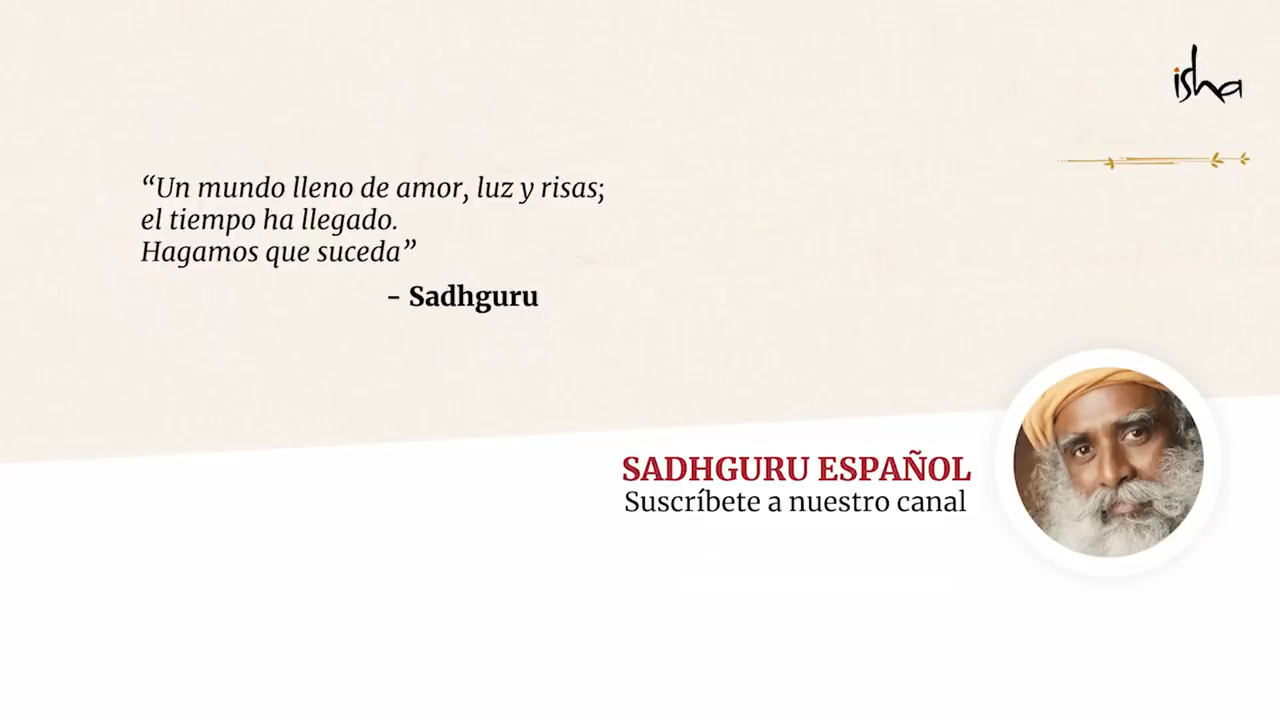 isha
“Un mundo lleno de amor, luz y risas;
el tiempo ha llegado.
Hagamos que suceda”
- Sadhguru
SADHGURU ESPAÑOL
Suscríbete a nuestro canal